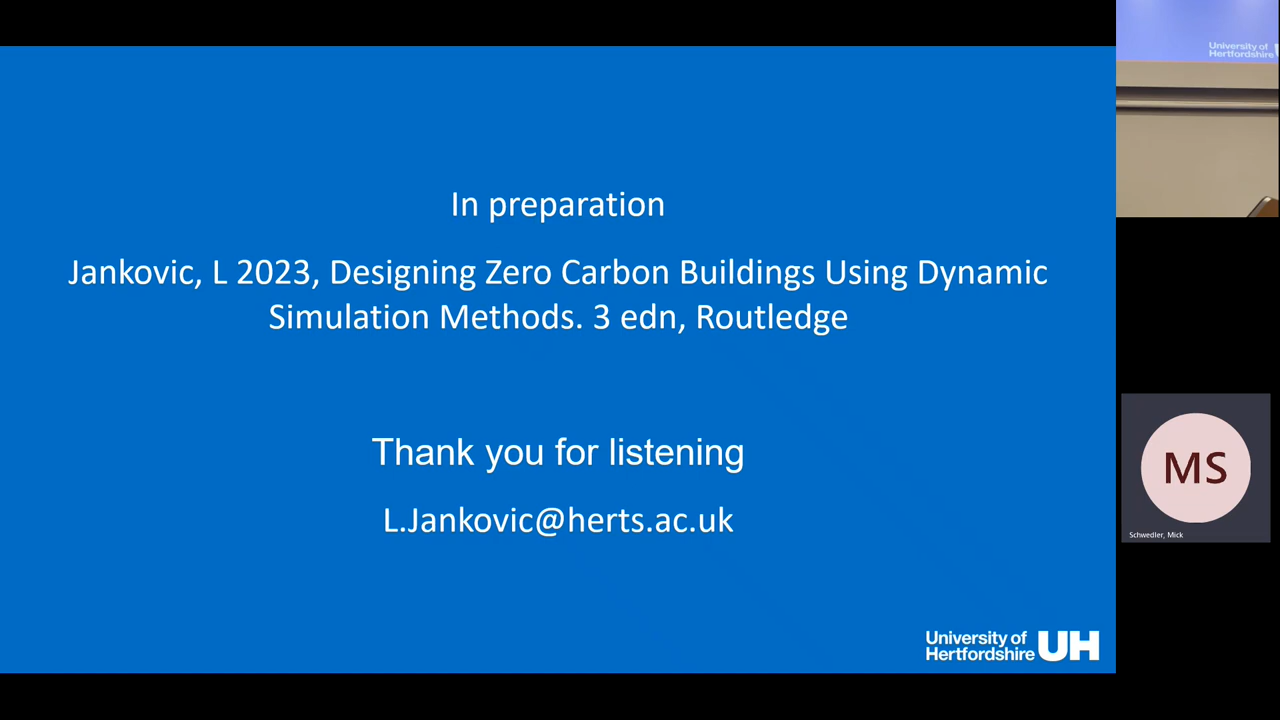 In preparation
Jankovic, L 2023, Designing Zero Carbon Buildings Using Dynamic
Simulation Methods. 3 edn, Routledge
Thank you for listening
L.Jankovic@herts.ac.uk
University of
Hertfordshire UH
University of
Hertfordshire
MS
Schwedler, Mick